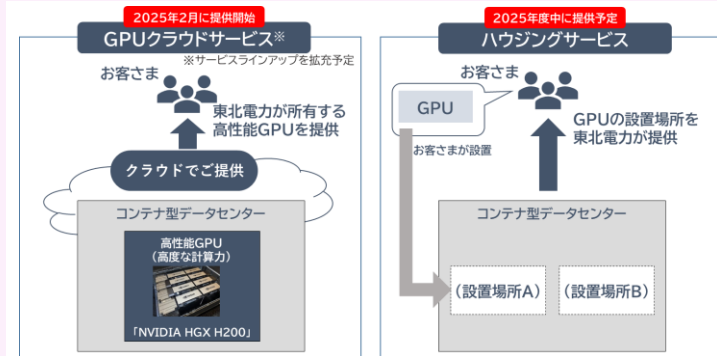 2025年2月に提供開始
GPUクラウドサービス※
※サービスラインアップを拡充予定
お客さま
東北電力が所有する
高性能GPUを提供
クラウドでご提供
コンテナ型データセンター
高性能GPU
(高度な計算力)
「NVIDIA HGX H200」
2025年度中に提供予定
ハウジングサービス
お客さま
GPU
お客さまが設置
GPUの設置場所を
東北電力が提供
コンテナ型データセンター
(設置場所A)
(設置場所B)